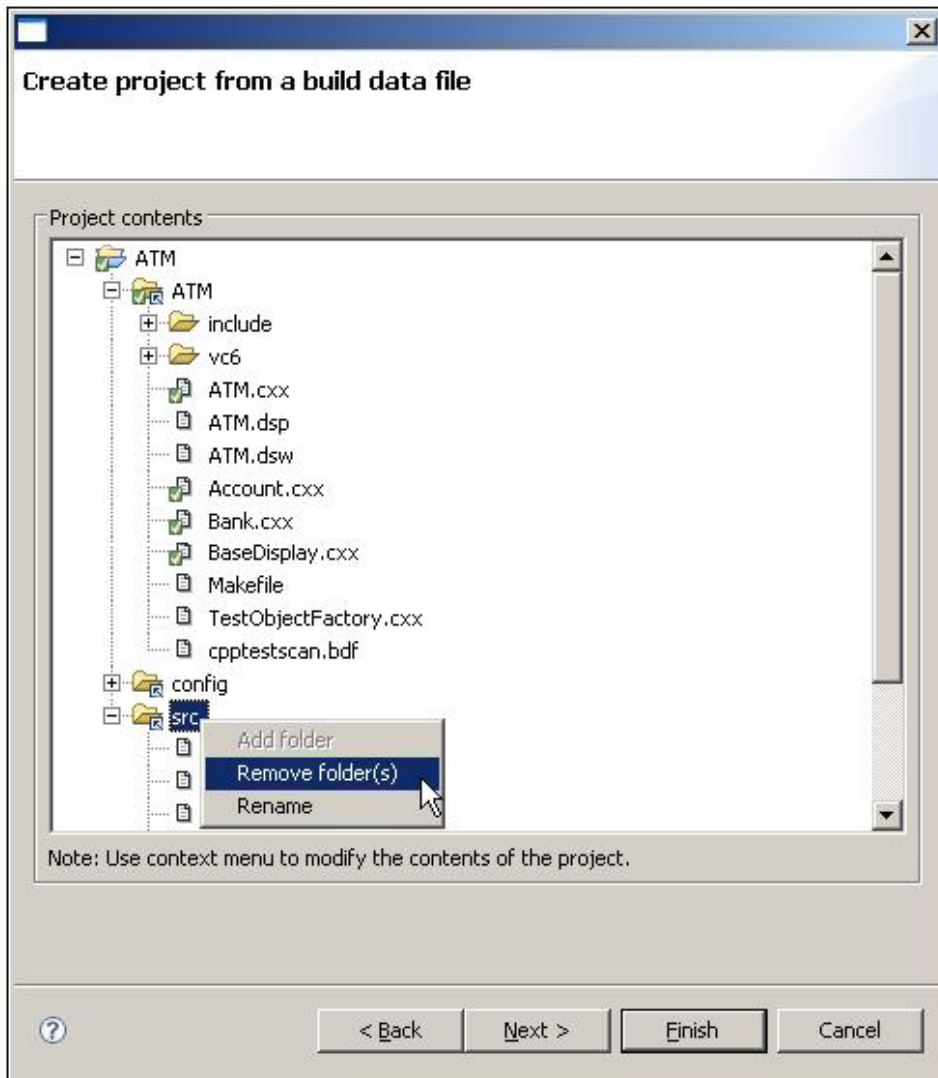 Create project from a build data file
Project contents
ATM
ATM
include
vc6
ATM.cxx
ATM.dsp
ATM.dsw
Account.cxx
Bank.cxx
BaseDisplay.cxx
Makefile
TestObjectFactory.cxx
cpptestscan.bdf
config
src
Add folder
Remove folder(s)
Rename
Note: Use context menu to modify the contents of the project.
? < Back Next > Finish Cancel